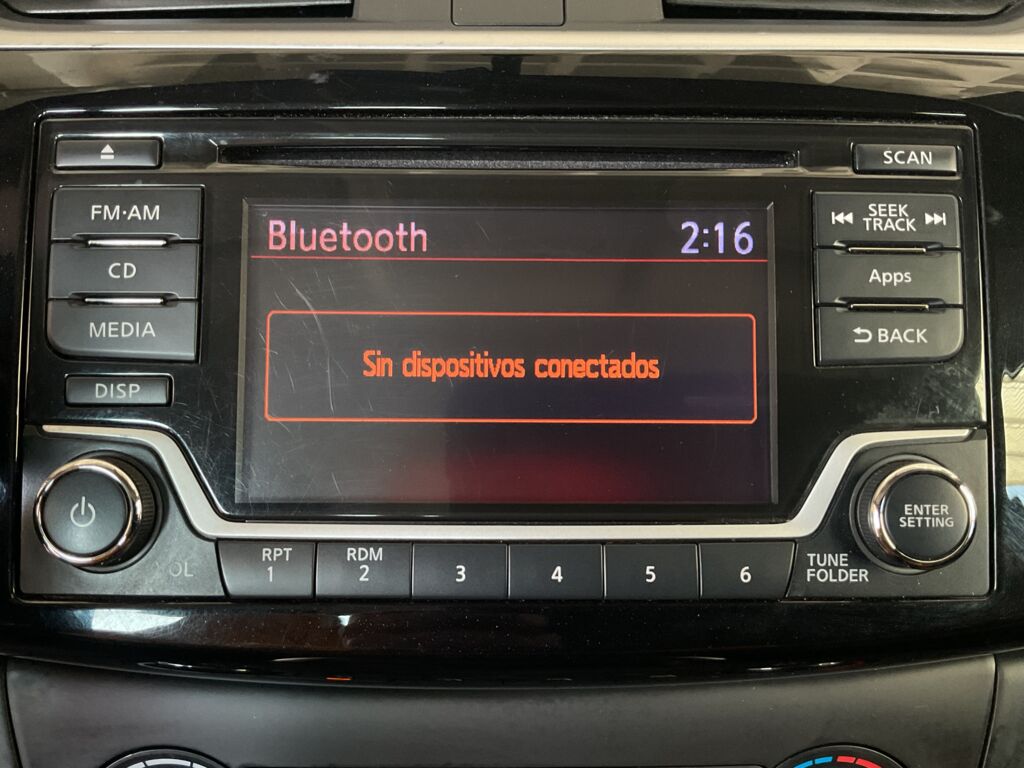 SCAN
FM·AM
CD
MEDIA
DISP
Bluetooth 2:16
Sin dispositivos conectados
SEEK
TRACK
Apps
BACK
ENTER
SETTING
TUNE
FOLDER
RPT
1
RDM
2
3
4
5
6